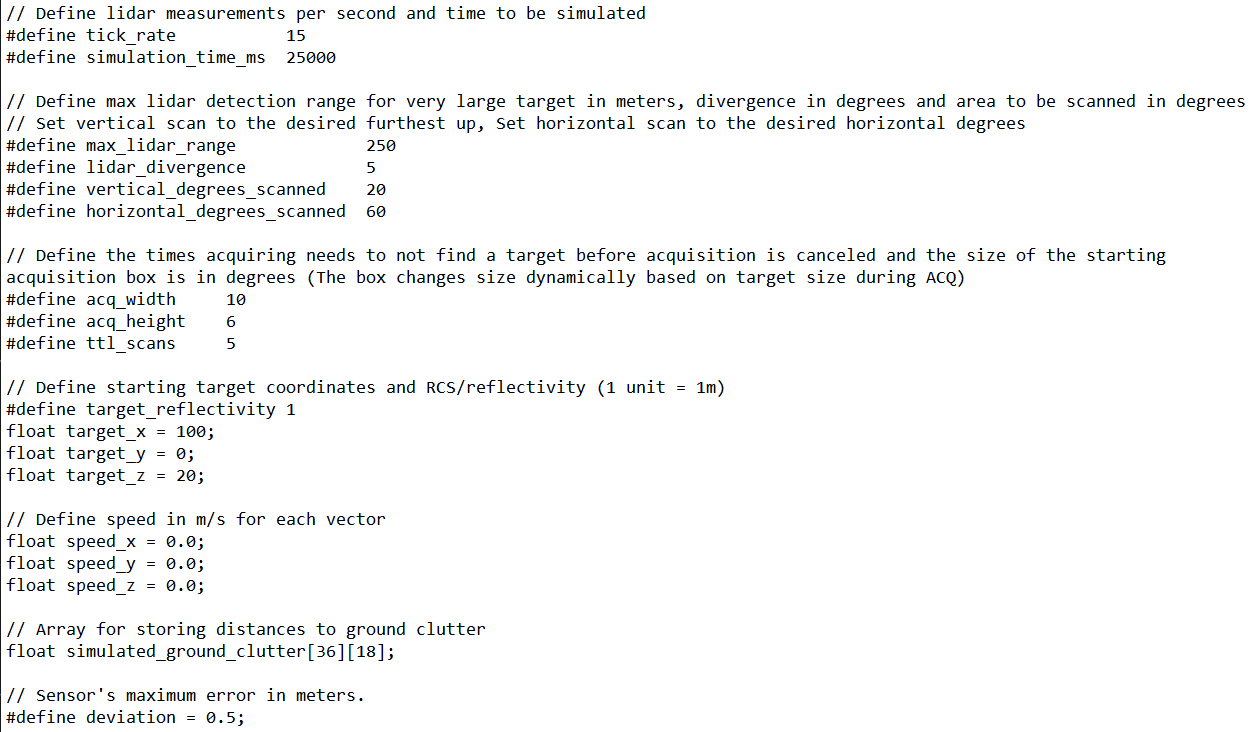 // Define lidar measurements per second and time to be simulated
#define tick_rate           15
#define simulation_time_ms  25000

// Define max lidar detection range for very large target in meters, divergence in degrees and area to be scanned in degrees
// Set vertical scan to the desired furthest up, Set horizontal scan to the desired horizontal degrees
#define max_lidar_range             250
#define lidar_divergence            5
#define vertical_degrees_scanned    20
#define horizontal_degrees_scanned  60

// Define the times acquiring needs to not find a target before acquisition is canceled and the size of the starting
acquisition box is in degrees (The box changes size dynamically based on target size during ACQ)
#define acq_width     10
#define acq_height    6
#define ttl_scans     5

// Define starting target coordinates and RCS/reflectivity (1 unit = 1m)
#define target_reflectivity 1
float target_x = 100;
float target_y = 0;
float target_z = 20;

// Define speed in m/s for each vector
float speed_x = 0.0;
float speed_y = 0.0;
float speed_z = 0.0;

// Array for storing distances to ground clutter
float simulated_ground_clutter[36][18];

// Sensor's maximum error in meters.
#define deviation = 0.5;